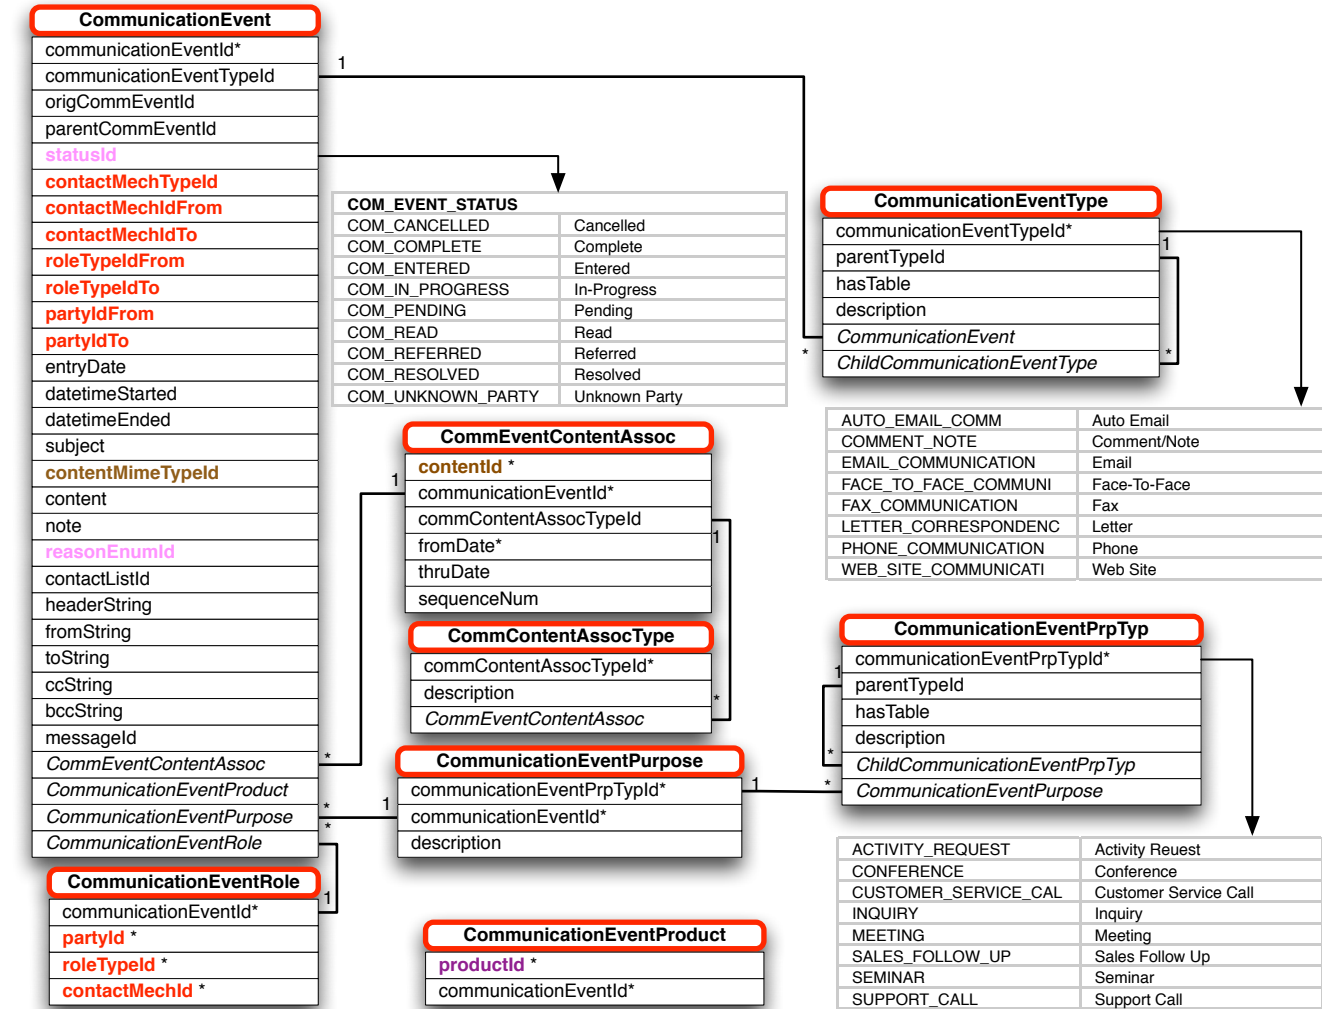 CommunicationEvent
communicationEventId*
communicationEventTypeId
origCommEventId
parentCommEventId
statusId
contactMechTypeId
contactMechIdFrom
contactMechIdTo
roleTypeIdFrom
roleTypeIdTo
partyIdFrom
partyIdTo
entryDate
datetimeStarted
datetimeEnded
subject
contentMimeTypeId
content
note
reasonEnumId
contactListId
headerString
fromString
toString
ccString
bccString
messageId
CommEventContentAssoc
CommunicationEventProduct
CommunicationEventPurpose
CommunicationEventRole
*
*
*
1
CommunicationEventRole
communicationEventId*
partyId *
roleTypeId *
contactMechId *
1
COM_EVENT_STATUS
COM_CANCELLED Cancelled
COM_COMPLETE Complete
COM_ENTERED Entered
COM_IN_PROGRESS In-Progress
COM_PENDING Pending
COM_READ Read
COM_REFERRED Referred
COM_RESOLVED Resolved
COM_UNKNOWN_PARTY Unknown Party
CommEventContentAssoc
contentId *
communicationEventId*
commContentAssocTypeId
fromDate*
thruDate
sequenceNum
1
1
CommContentAssocType
commContentAssocTypeId*
description
CommEventContentAssoc
*
CommunicationEventPurpose
communicationEventPrpTypId*
communicationEventId*
description
1
1
CommunicationEventProduct
productId *
communicationEventId*
CommunicationEventType
communicationEventTypeId*
parentTypeId
hasTable
description
CommunicationEvent
ChildCommunicationEventType
1
*
*
AUTO_EMAIL_COMM Auto Email
COMMENT_NOTE Comment/Note
EMAIL_COMMUNICATION Email
FACE_TO_FACE_COMMUNI Face-To-Face
FAX_COMMUNICATION Fax
LETTER_CORRESPONDENC Letter
PHONE_COMMUNICATION Phone
WEB_SITE_COMMUNICATI Web Site
CommunicationEventPrpTyp
communicationEventPrpTypId*
parentTypeId
hasTable
description
ChildCommunicationEventPrpTyp
CommunicationEventPurpose
1
*
*
ACTIVITY_REQUEST Activity Reuest
CONFERENCE Conference
CUSTOMER_SERVICE_CAL Customer Service Call
INQUIRY Inquiry
MEETING Meeting
SALES_FOLLOW_UP Sales Follow Up
SEMINAR Seminar
SUPPORT_CALL Support Call